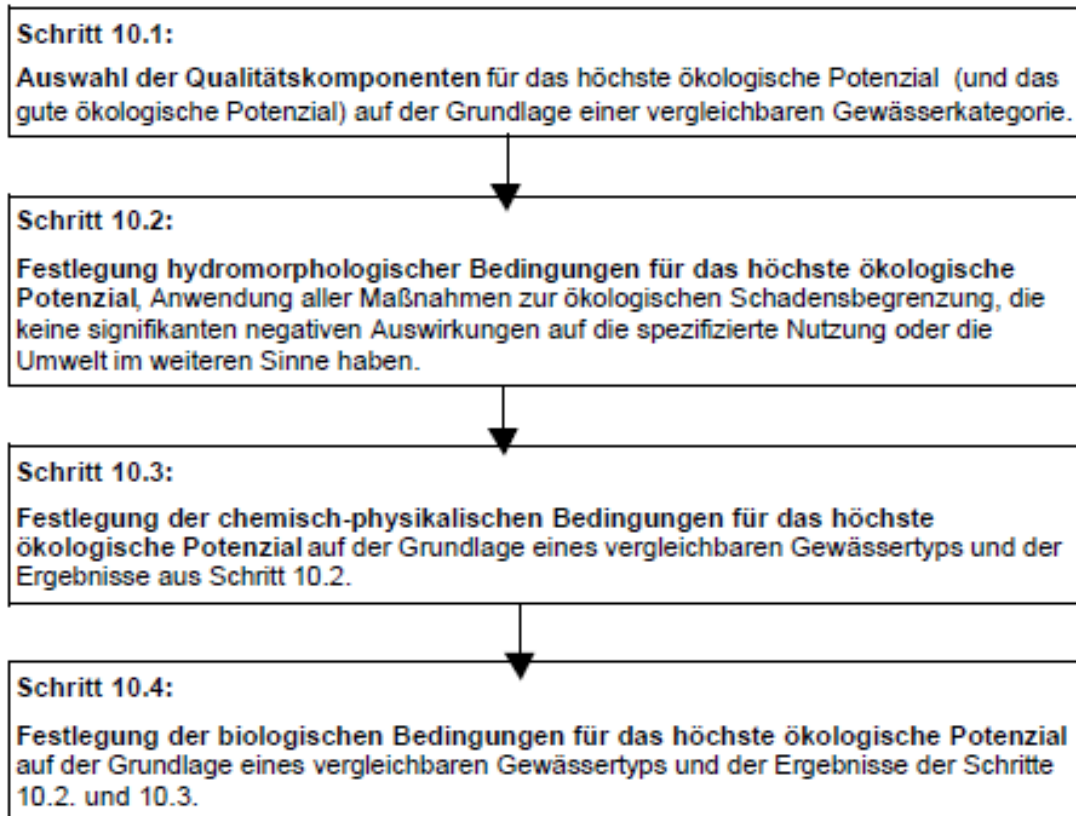 Schritt 10.1:
Auswahl der Qualitätskomponenten für das höchste ökologische Potenzial (und das
gute ökologische Potenzial) auf der Grundlage einer vergleichbaren Gewässerkategorie.
Schritt 10.2:
Festlegung hydromorphologischer Bedingungen für das höchste ökologische
Potenzial, Anwendung aller Maßnahmen zur ökologischen Schadensbegrenzung, die
keine signifikanten negativen Auswirkungen auf die spezifizierte Nutzung oder die
Umwelt im weiteren Sinne haben.
Schritt 10.3:
Festlegung der chemisch-physikalischen Bedingungen für das höchste
ökologische Potenzial auf der Grundlage eines vergleichbaren Gewässertyps und der
Ergebnisse aus Schritt 10.2.
Schritt 10.4:
Festlegung der biologischen Bedingungen für das höchste ökologische Potenzial
auf der Grundlage eines vergleichbaren Gewässertyps und der Ergebnisse der Schritte
10.2. und 10.3.